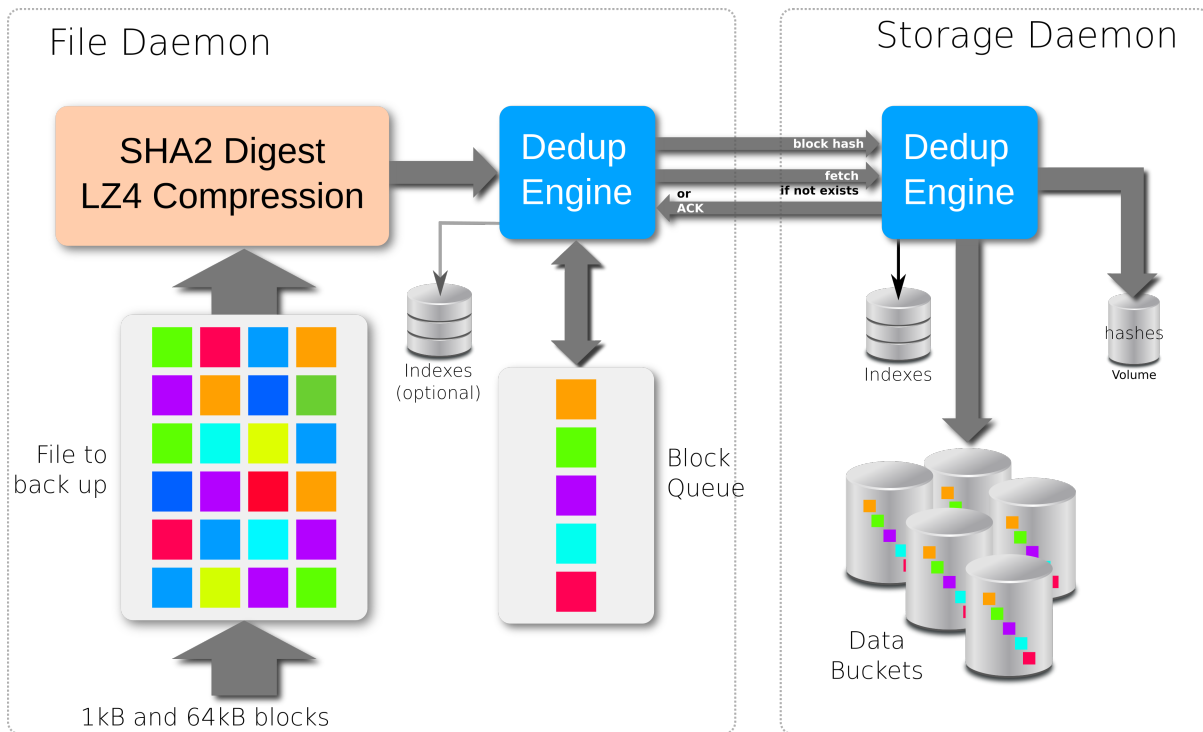 File Daemon
Storage Daemon
SHA2 Digest
LZ4 Compression
Dedup
Engine
block hash
fetch
if not exists
or
ACK
Dedup
Engine
Indexes
(optional)
Indexes
hashes
Volume
File to
back up
Block
Queue
Data
Buckets
1kB and 64kB blocks